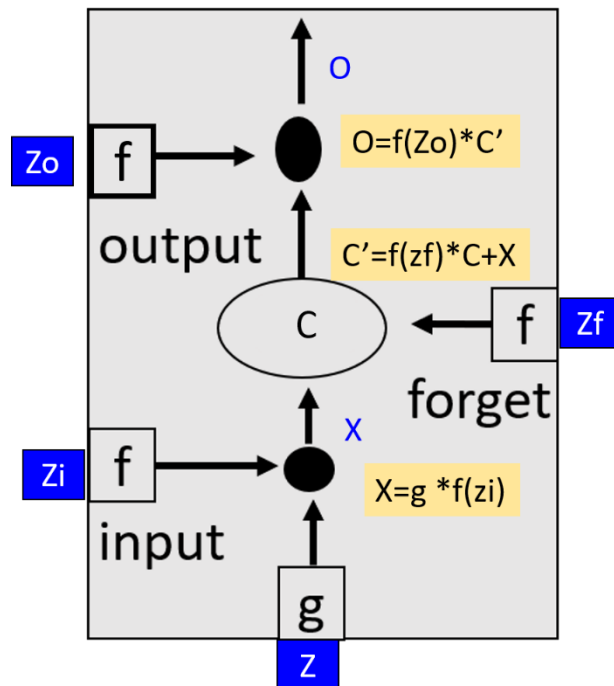 O
Zo
f
O=f(Zo)*C’
output
C’=f(zf)*C+X
C
f
Zf
forget
X
Zi
f
X=g *f(zi)
input
g
Z